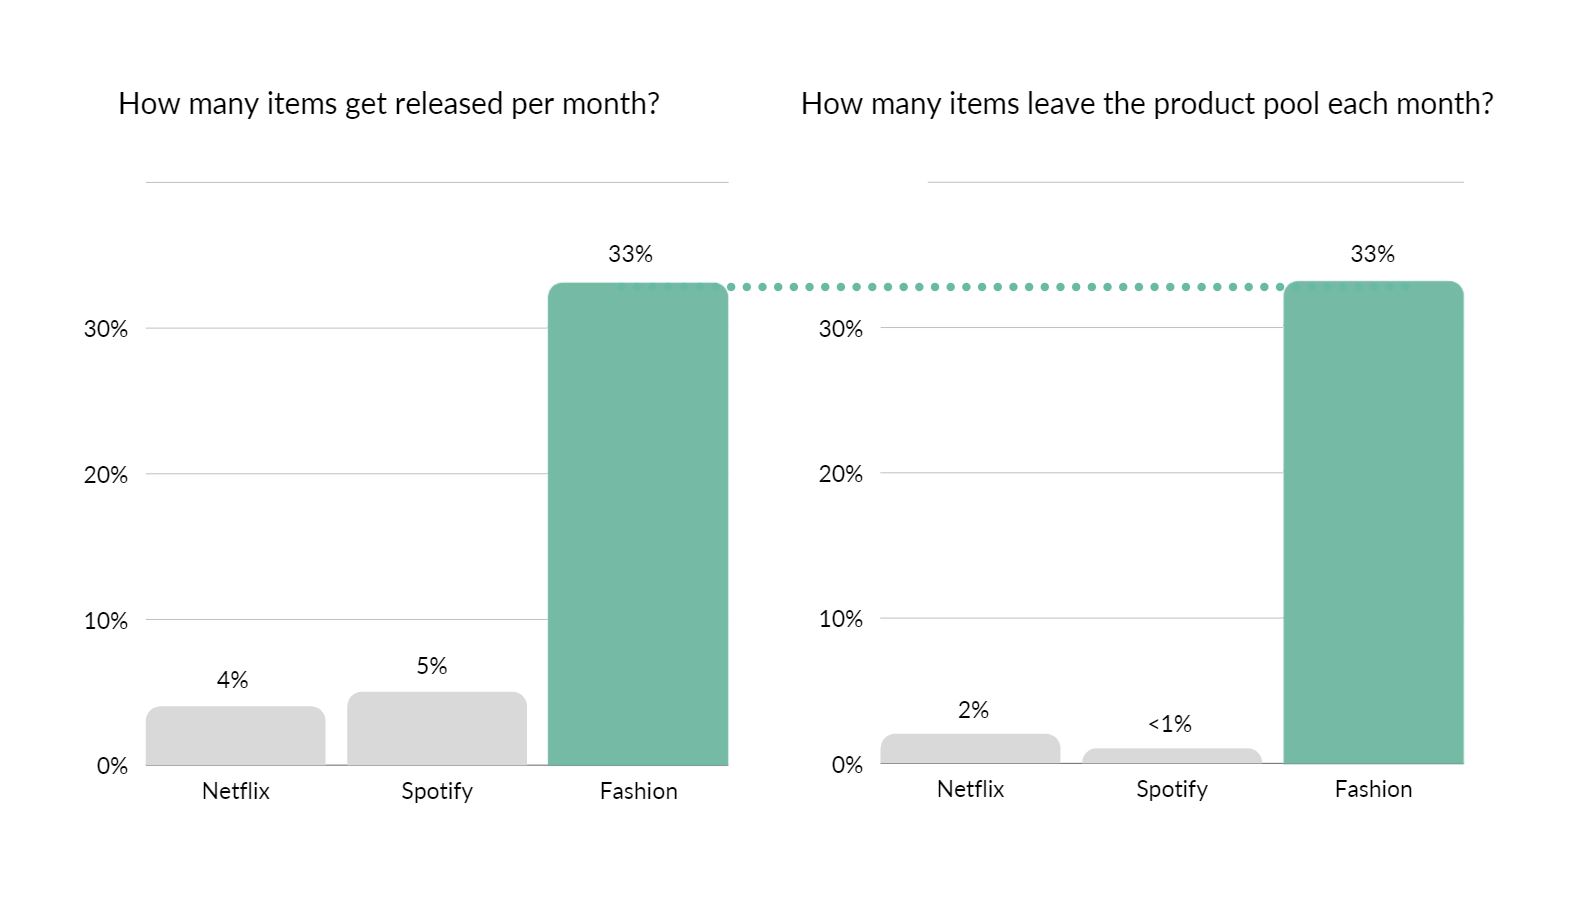 How many items get released per month?
33%
30%
20%
10%
4%
5%
0%
Netflix
Spotify
Fashion
How many items leave the product pool each month?
33%
30%
20%
10%
2%
<1%
0%
Netflix
Spotify
Fashion